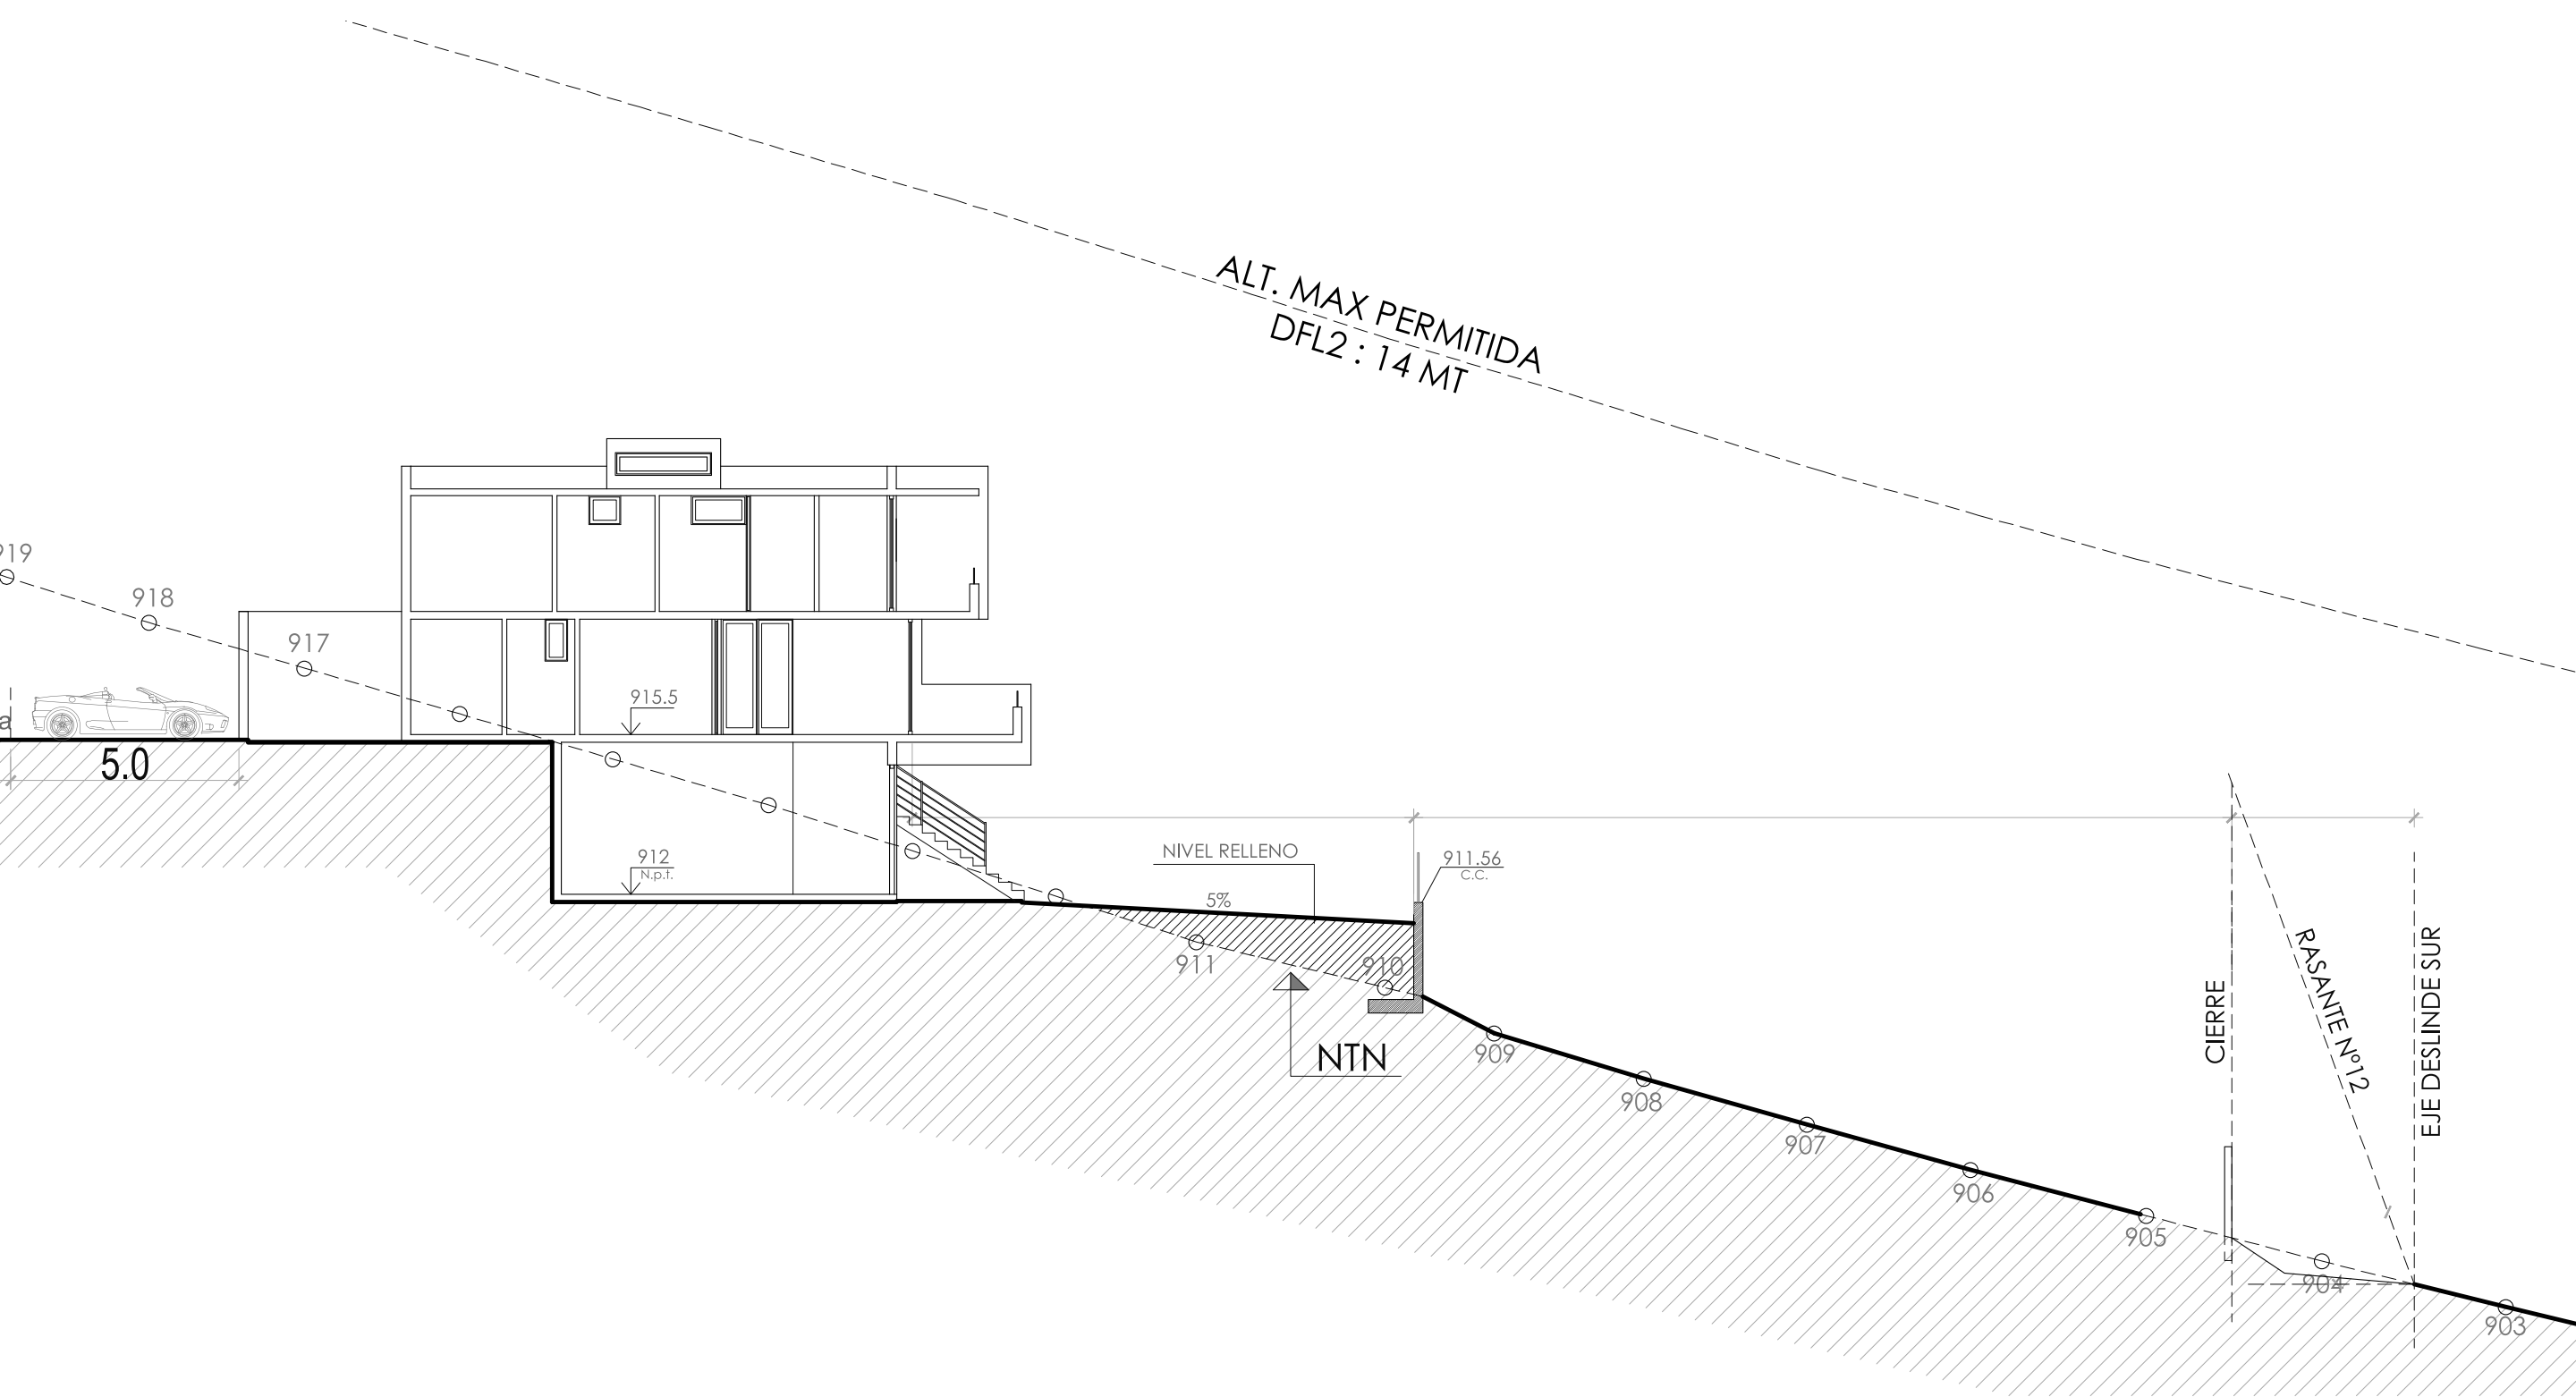 ALT. MAX PERMITIDA
DFL2 : 14 MT
919
918
917
a
5.0
915.5
912
N.p.t.
NIVEL RELLENO
5%
911.56
C.C.
911
910
NTN
909
908
907
906
905
904
903
CIERRE
RASANTE Nº12
EJE DESLINDE SUR